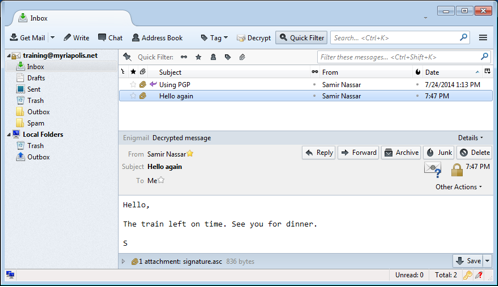 Inbox
Get Mail Write Chat Address Book Tag Decrypt Quick Filter Search... <Ctrl+K>
training@myriapolis.net
Inbox
Drafts
Sent
Trash
Outbox
Spam
Local Folders
Trash
Outbox
Quick Filter: Filter these messages... <Ctrl+Shift+K>
Subject From Date
Using PGP Samir Nassar 7/24/2014 1:13 PM
Hello again Samir Nassar 7:47 PM
Enigmail Decrypted message Details
From Samir Nassar Reply Forward Archive Junk Delete
Subject Hello again 7:47 PM
To Me Other Actions
Hello,
The train left on time. See you for dinner.
S
1 attachment: signature.asc 836 bytes Save
Unread: 0 Total: 2